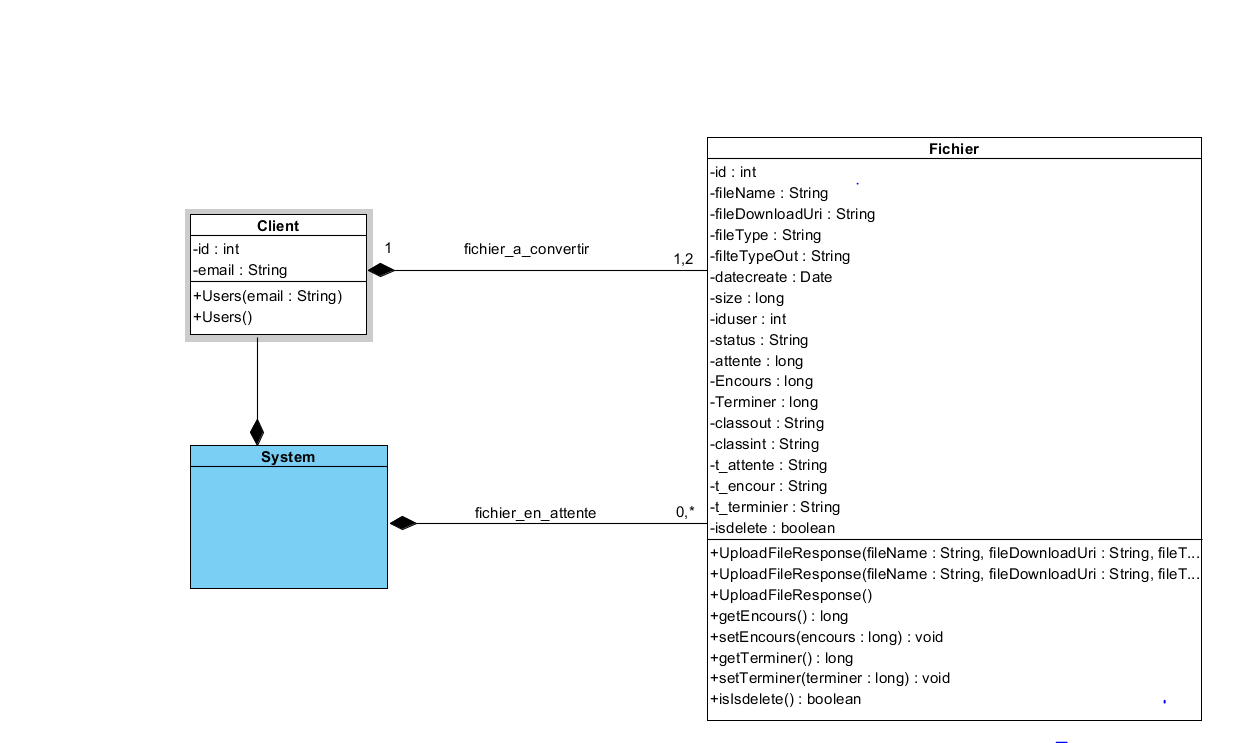 Client
-id : int
-email : String
+Users(email : String)
+Users()
1
fichier_a_convertir
1,2
System
fichier_en_attente
0,*
Fichier
-id : int
-fileName : String
-fileDownloadUri : String
-fileType : String
-filteTypeOut : String
-datecreate : Date
-size : long
-iduser : int
-status : String
-attente : long
-Encours : long
-Terminer : long
-classout : String
-classint : String
-t_attente : String
-t_encour : String
-t_terminier : String
-isdelete : boolean
+UploadFileResponse(fileName : String, fileDownloadUri : String, fileT...
+UploadFileResponse(fileName : String, fileDownloadUri : String, fileT...
+UploadFileResponse()
+getEncours() : long
+setEncours(encours : long) : void
+getTerminer() : long
+setTerminer(terminer : long) : void
+isIsdelete() : boolean